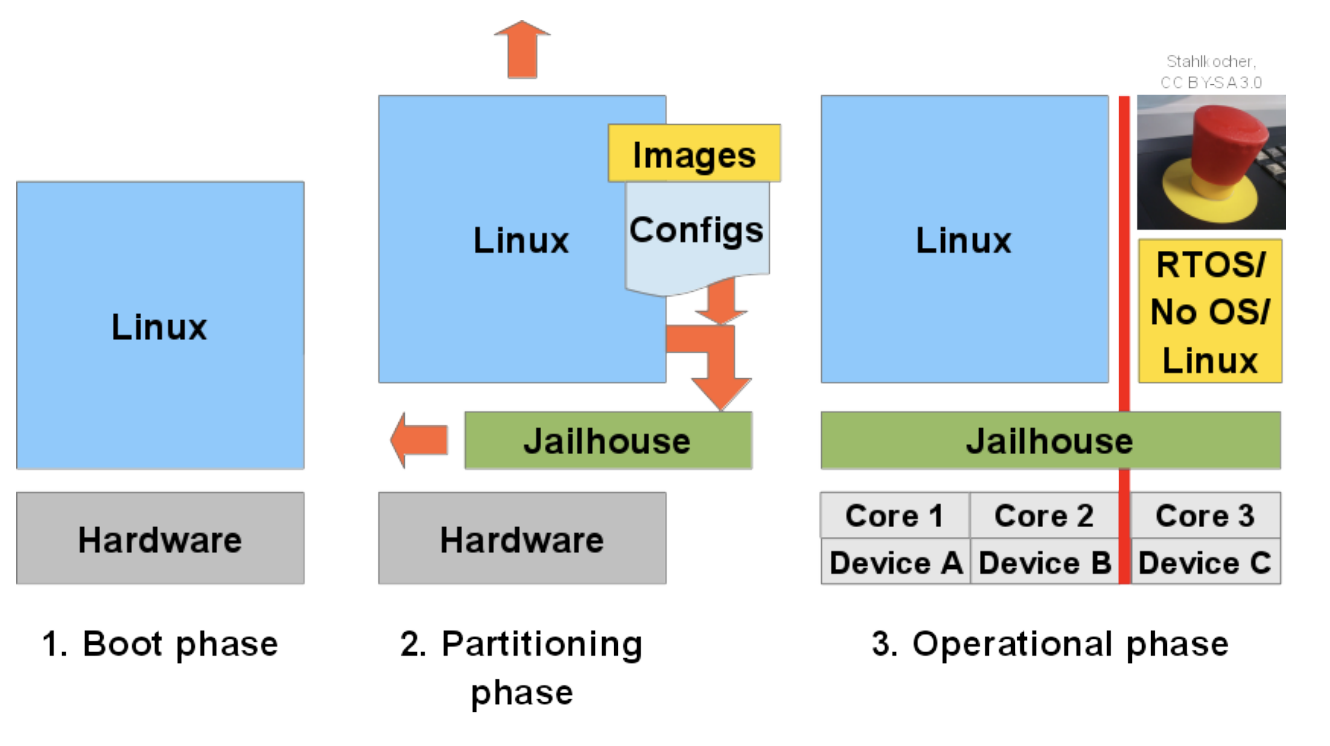 Linux
Hardware
1. Boot phase
Images
Configs
Linux
Jailhouse
Hardware
2. Partitioning
phase
Stahlkocher,
CC BY-SA 3.0
Linux
RTOS/
No OS/
Linux
Jailhouse
Core 1 Core 2 Core 3
Device A Device B Device C
3. Operational phase